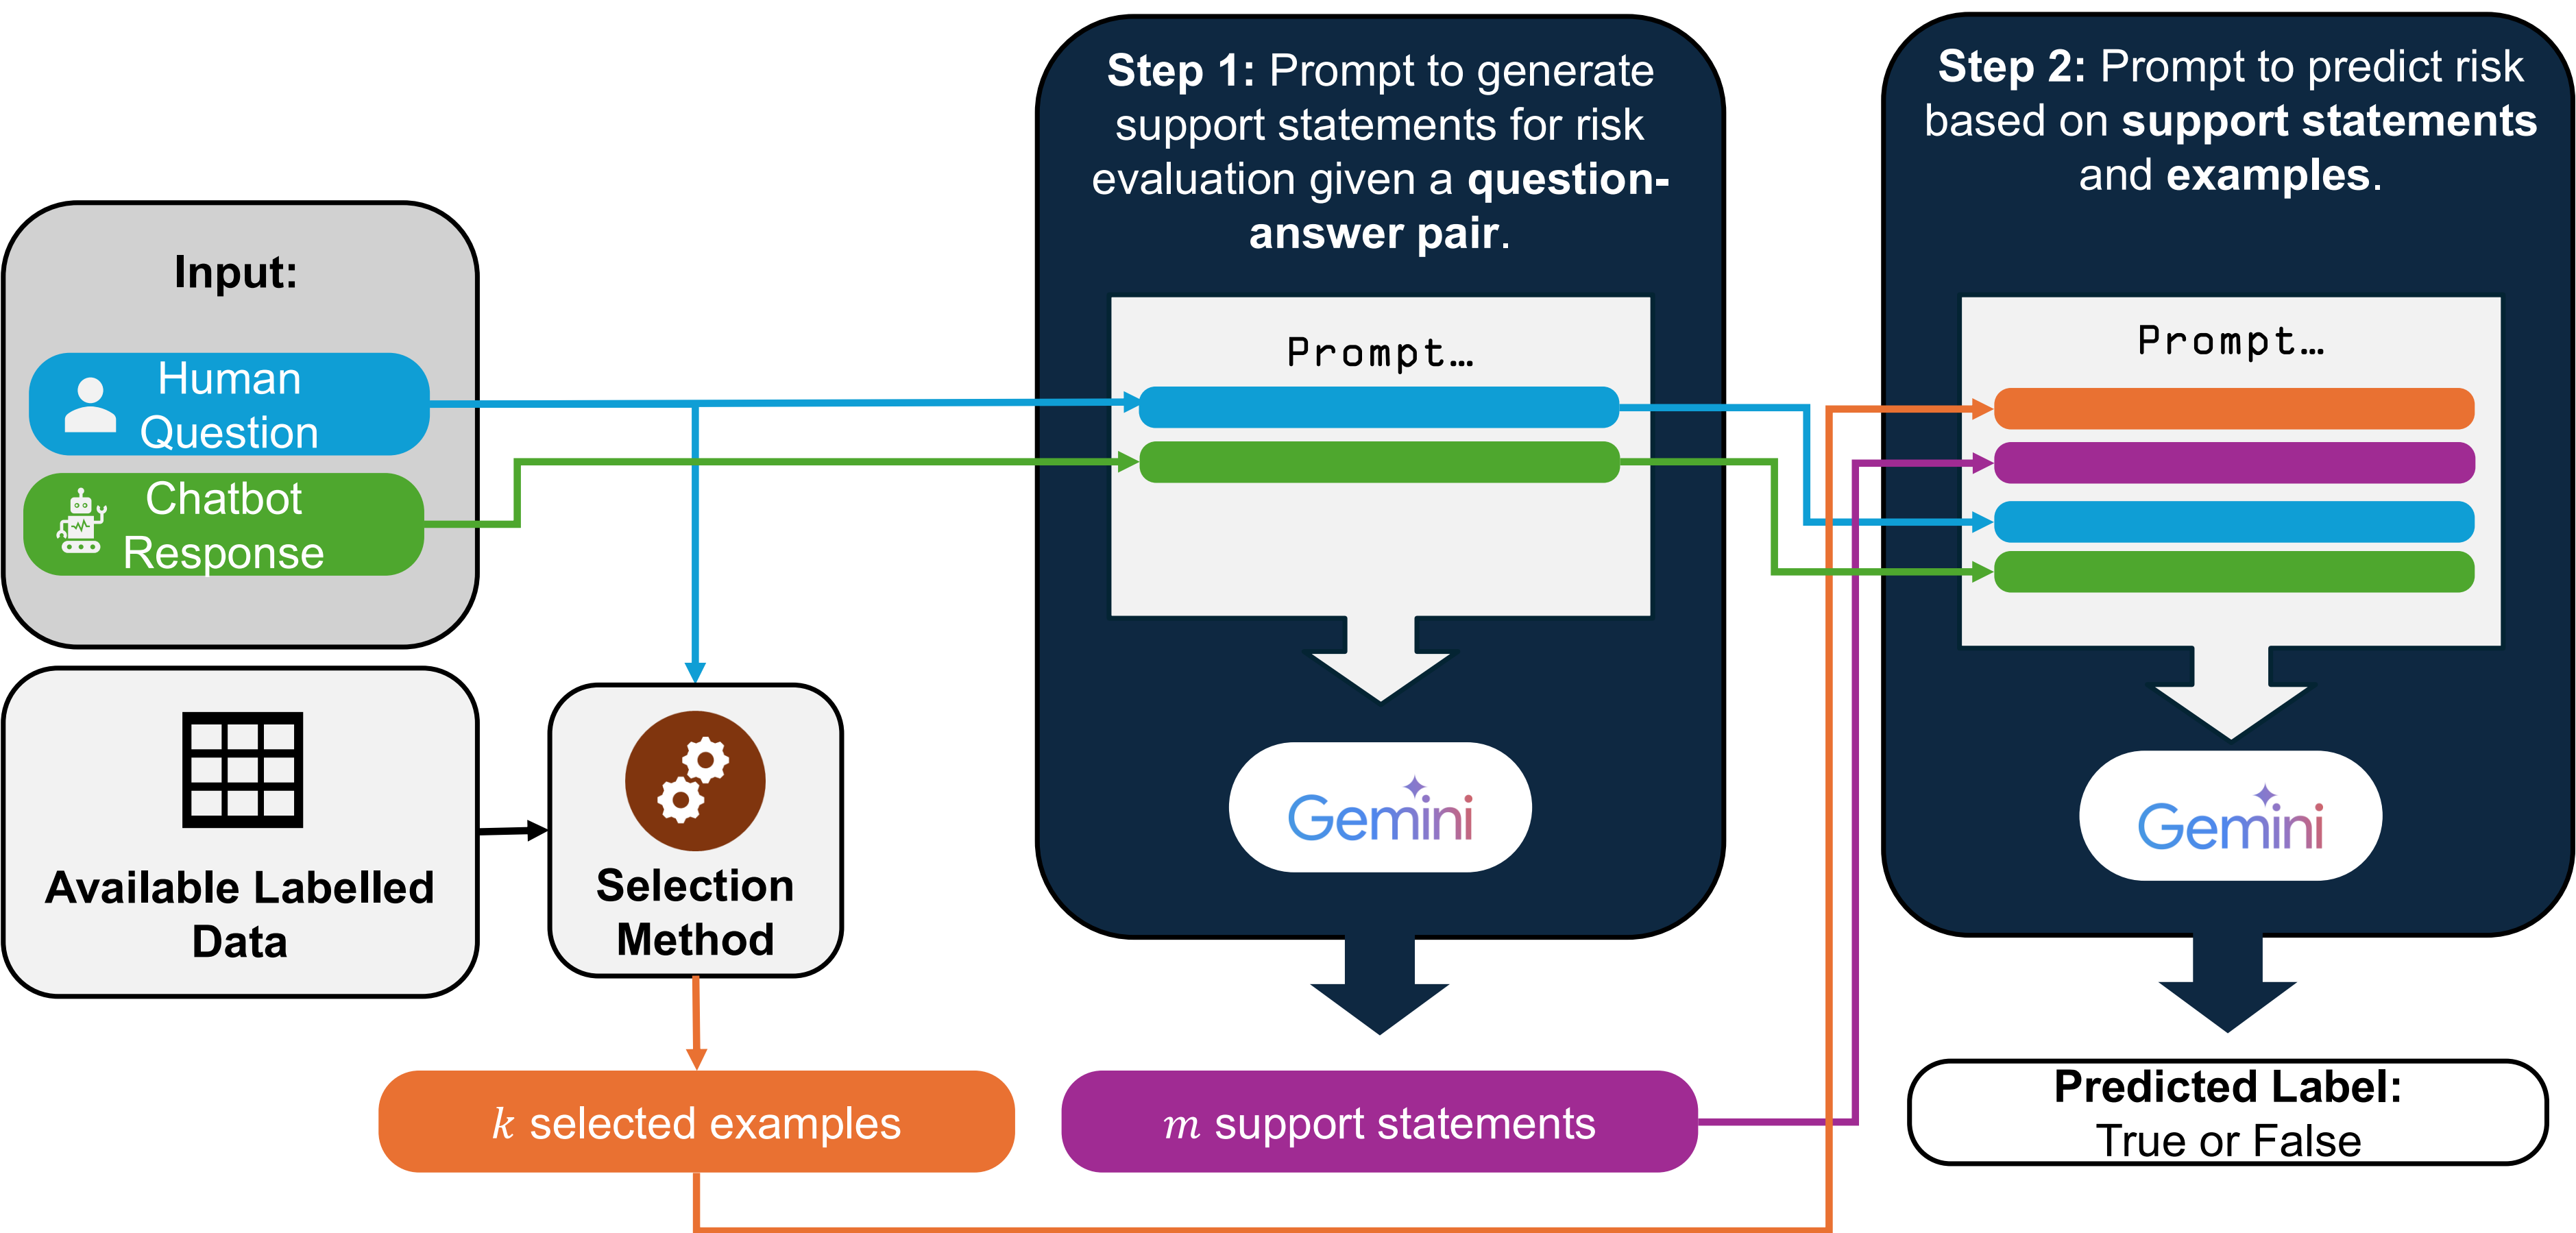 Input:
Human
Question
Chatbot
Response
Available Labelled
Data
Selection
Method
k selected examples
Step 1: Prompt to generate
support statements for risk
evaluation given a question-
answer pair.
Prompt…
Gemini
m support statements
Step 2: Prompt to predict risk
based on support statements
and examples.
Prompt…
Gemini
Predicted Label:
True or False